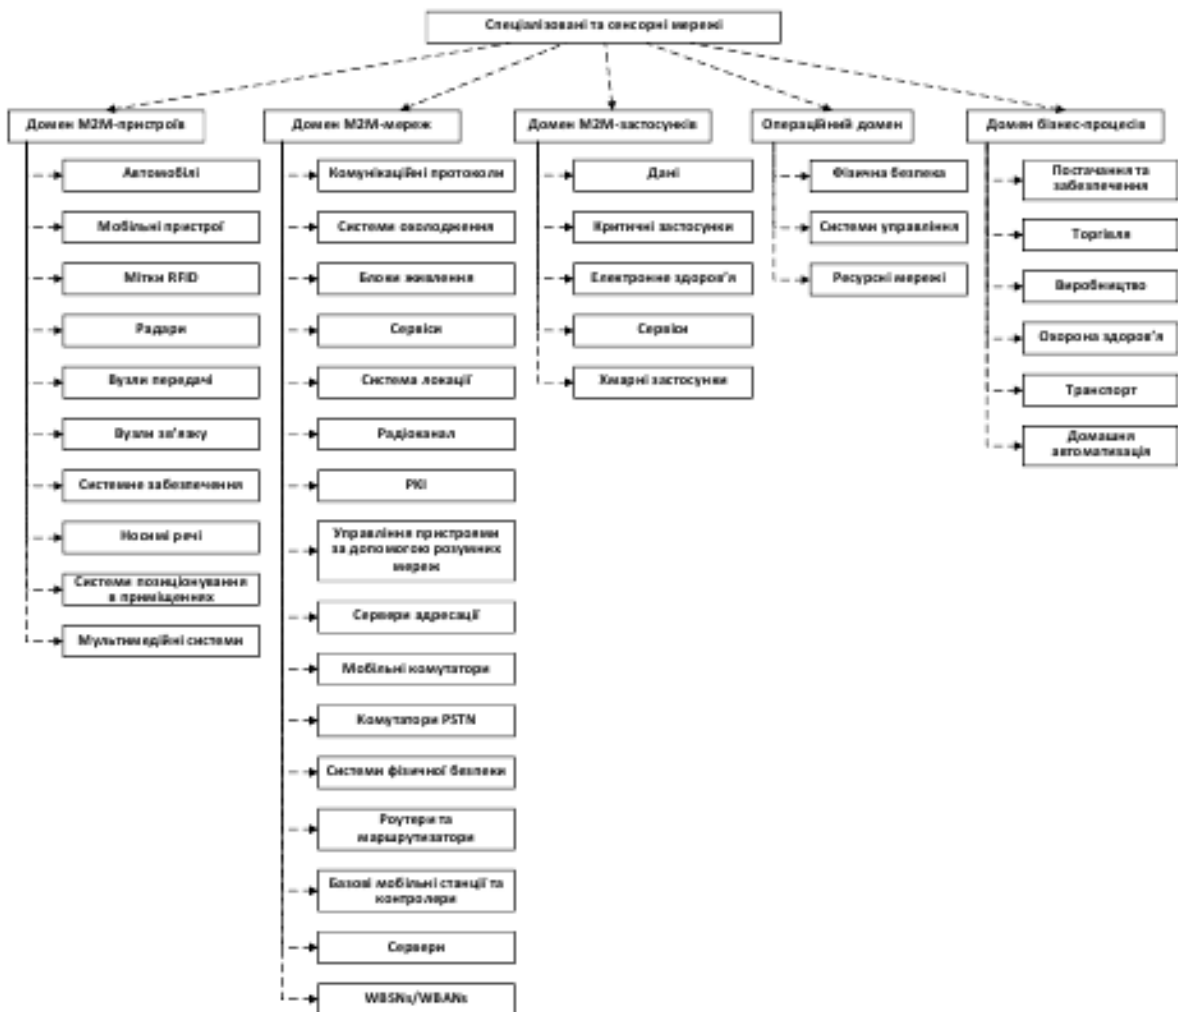 Спеціалізовані та сенсорні мережі
Домен М2М-пристроїв
Автомобілі
Мобільні пристрої
Мітки RFID
Радари
Вузли передачі
Вузли зв'язку
Системне забезпечення
Носимі речі
Системи позиціонування
в приміщеннях
Мультимедійні системи
Домен М2М-мереж
Комунікаційні протоколи
Системи охолодження
Блоки живлення
Сервіси
Система локації
Радіоканал
PKI
Управління пристроями
за допомогою розумних
мереж
Сервери адресації
Мобільні комутатори
Комутатори PSTN
Системи фізичної безпеки
Роутери та
маршрутизатори
Базові мобільні станції та
контролери
Сервери
WBSNs/WBANs
Домен М2М-застосунків
Дані
Критичні застосунки
Електронне здоров'я
Сервіси
Хмарні застосунки
Операційний домен
Фізична безпека
Системи управління
Ресурсні мережі
Домен бізнес-процесів
Постачання та
забезпечення
Торгівля
Виробництво
Охорона здоров'я
Транспорт
Домашня
автоматизація